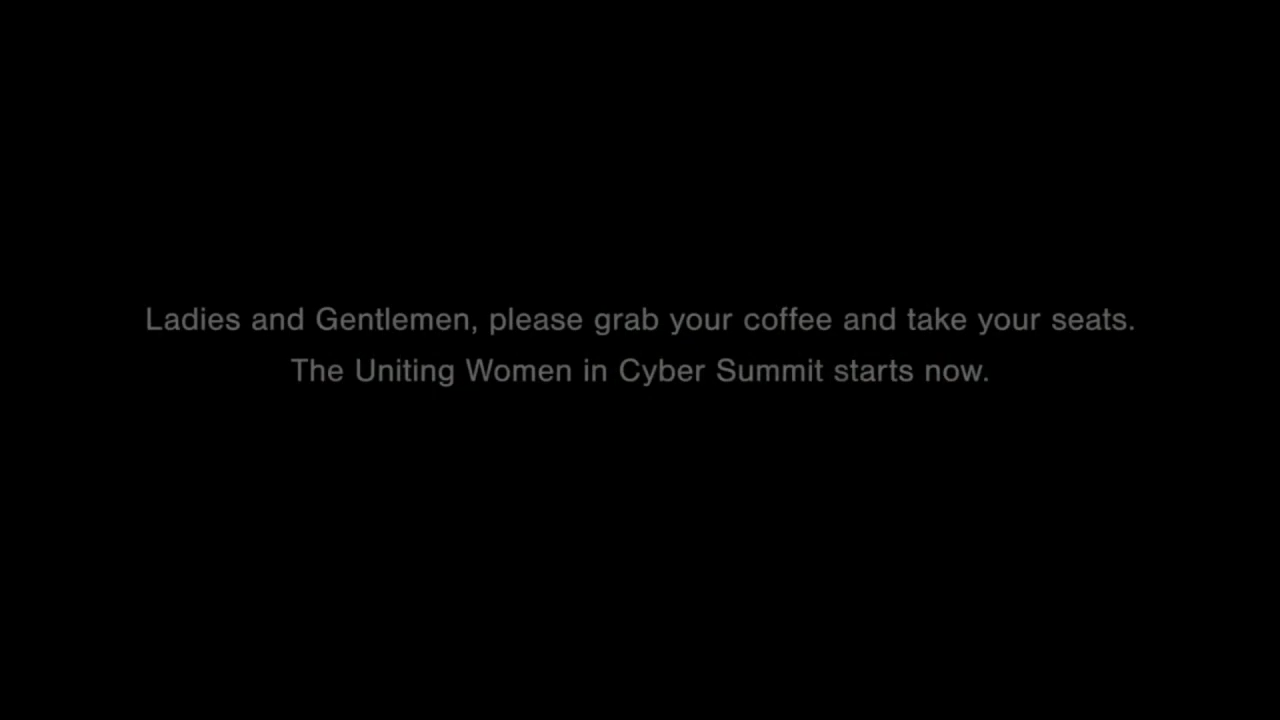 Ladies and Gentlemen, please grab your coffee and take your seats.
The Uniting Women in Cyber Summit starts now.